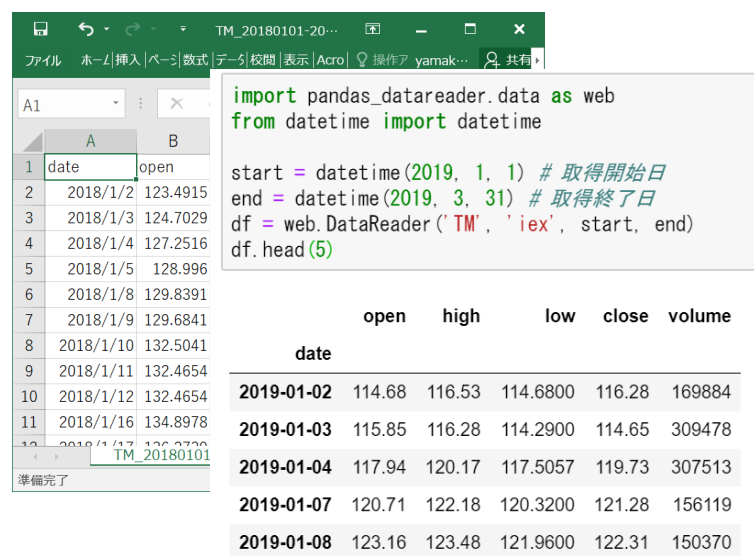 TM_20180101-20…
ファイル ホーム 挿入 ページ 数式 データ 校閲 表示 Acro 操作ア yamak… 共有
A1
A B
1 date open
2 2018/1/2 123.4915
3 2018/1/3 124.7029
4 2018/1/4 127.2516
5 2018/1/5 128.996
6 2018/1/8 129.8391
7 2018/1/9 129.6841
8 2018/1/10 132.5041
9 2018/1/11 132.4654
10 2018/1/12 132.4654
11 2018/1/16 134.8978
TM_20180101
準備完了
import pandas_datareader.data as web
from datetime import datetime
start = datetime(2019, 1, 1) # 取得開始日
end = datetime(2019, 3, 31) # 取得終了日
df = web.DataReader('TM', 'iex', start, end)
df.head(5)
open high low close volume
date
2019-01-02 114.68 116.53 114.6800 116.28 169884
2019-01-03 115.85 116.28 114.2900 114.65 309478
2019-01-04 117.94 120.17 117.5057 119.73 307513
2019-01-07 120.71 122.18 120.3200 121.28 156119
2019-01-08 123.16 123.48 121.9600 122.31 150370